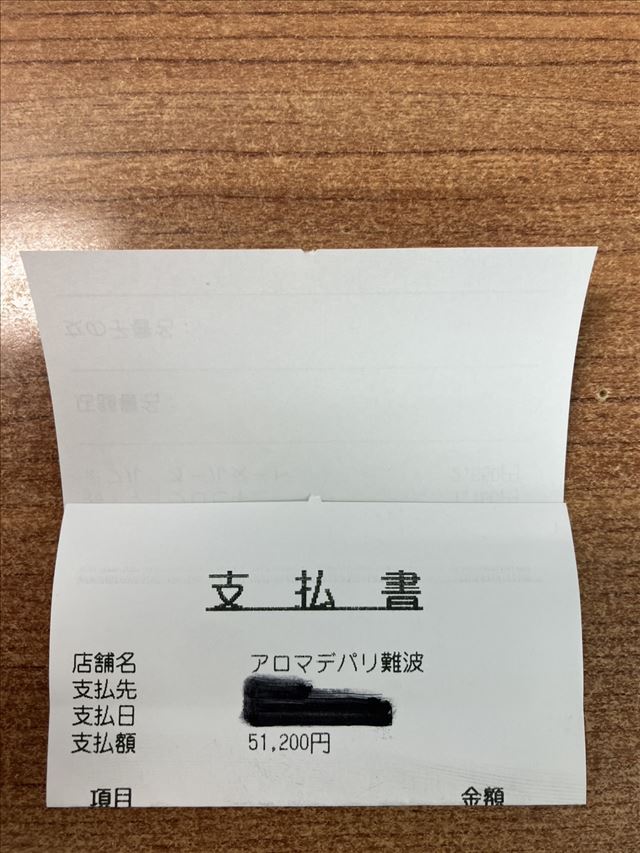 支払書
店舗名 アロマデパリ難波
支払先
支払日
支払額 51,200円
項目 金額